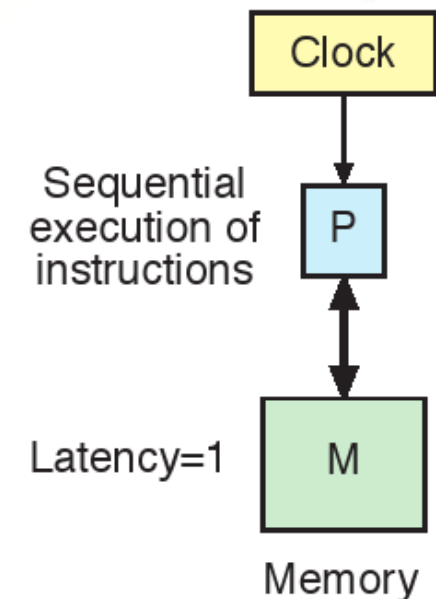 Clock
Sequential
execution of
instructions
P
Latency=1
M
Memory